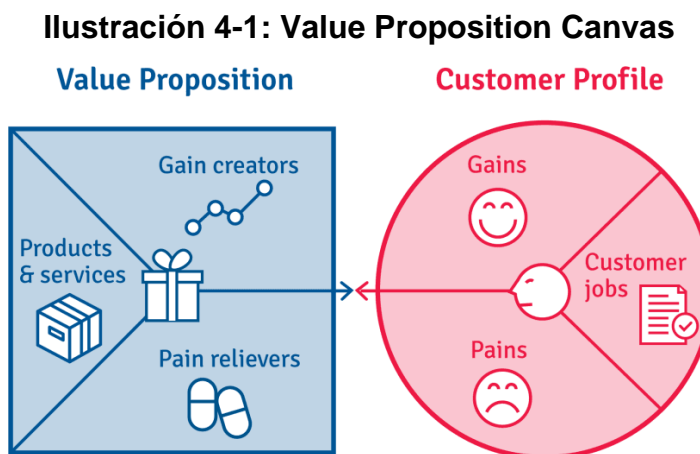 Ilustración 4-1: Value Proposition Canvas
Value Proposition
Customer Profile
Gain creators
Products
& services
Pain relievers
Gains
Customer
jobs
Pains